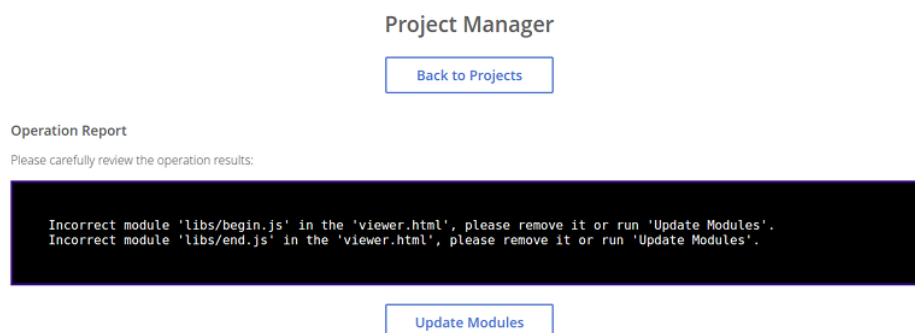 Project Manager
Back to Projects
Operation Report
Please carefully review the operation results:
Incorrect module 'libs/begin.js' in the 'viewer.html', please remove it or run 'Update Modules'.
Incorrect module 'libs/end.js' in the 'viewer.html', please remove it or run 'Update Modules'.
Update Modules